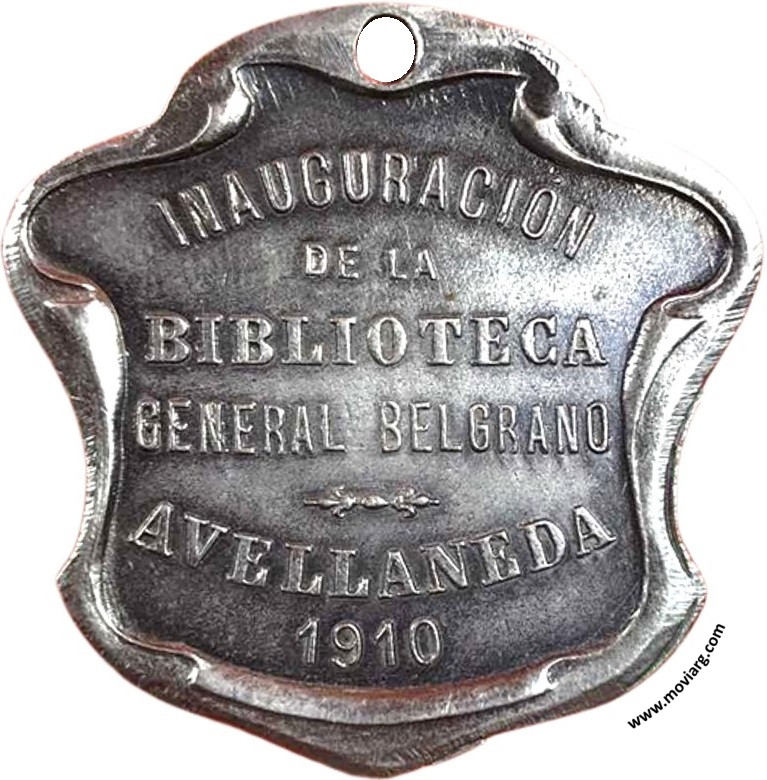 INAUGURACIÓN
DE LA
BIBLIOTECA
GENERAL BELGRANO
AVELLANEDA
1910
www.moviarg.com